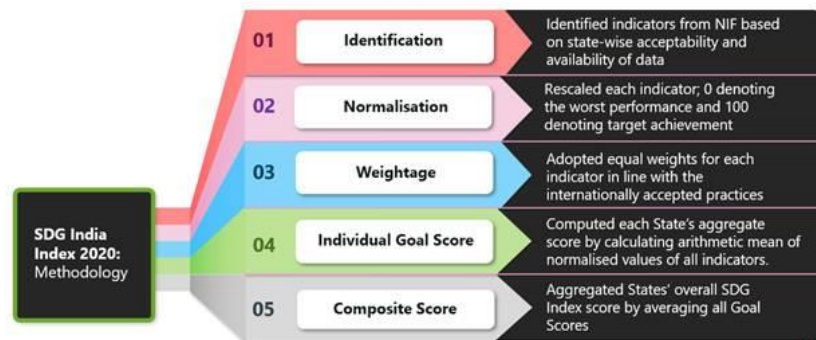 SDG India
Index 2020:
Methodology
01
Identification
Identified indicators from NIF based
on state-wise acceptability and
availability of data
02
Normalisation
Rescaled each indicator; 0 denoting
the worst performance and 100
denoting target achievement
03
Weightage
Adopted equal weights for each
indicator in line with the
internationally accepted practices
04
Individual Goal Score
Computed each State's aggregate
score by calculating arithmetic mean of
normalised values of all indicators.
05
Composite Score
Aggregated States' overall SDG
Index score by averaging all Goal
Scores